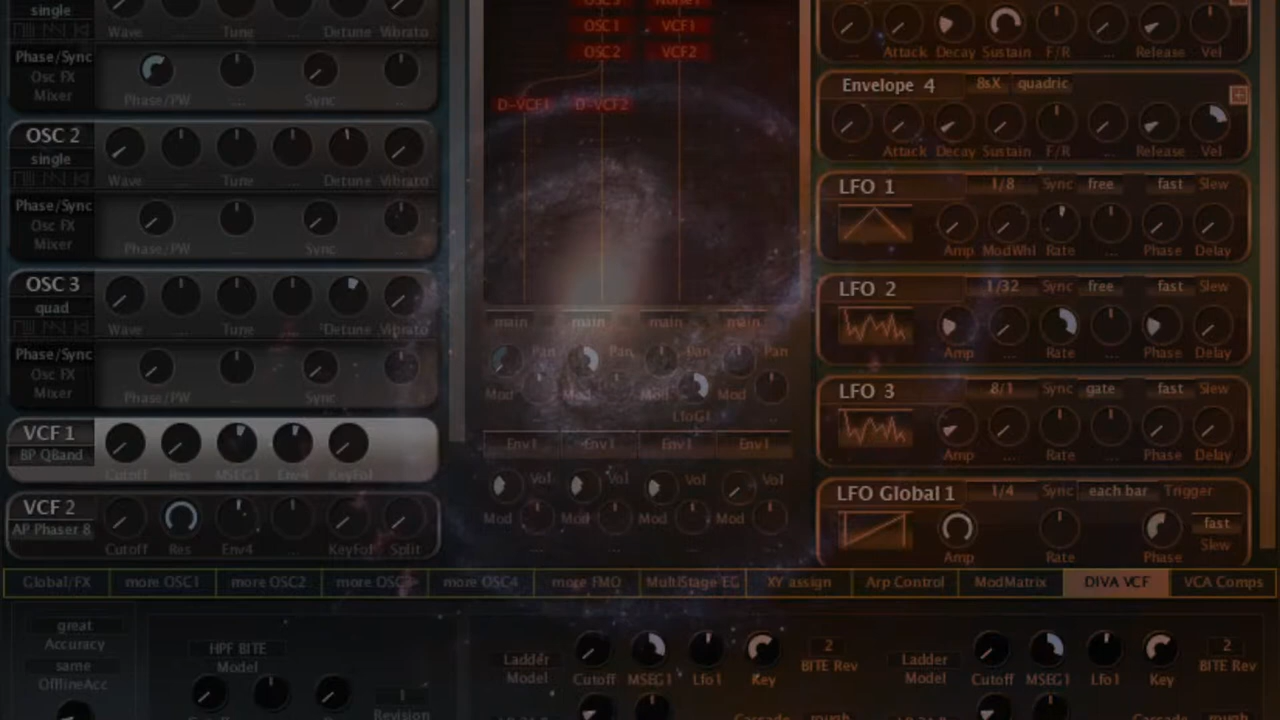 single
Wave ... Tune ... Detune Vibrato
Phase/Sync
Osc FX
Mixer
Phase/PW ... Sync ...
OSC 2
single
Wave ... Tune ... Detune Vibrato
Phase/Sync
Osc FX
Mixer
Phase/PW ... Sync ...
OSC 3
quad
Wave ... Tune ... Detune Vibrato
Phase/Sync
Osc FX
Mixer
Phase/PW ... Sync ...
VCF 1
BP QBand
Cutoff Res MSEG1 Env4 KeyFol
VCF 2
AP Phaser 8
Cutoff Res Env4 ... KeyFol Split
OSC1 VCF1
OSC2 VCF2
D-VCF1 D-VCF2
main main main main
Pan Pan Pan Pan
Mod Mod Mod Mod
LfoG1
Env1 Env1 Env1 Env1
Vol Vol Vol Vol
Mod Mod Mod Mod
Attack Decay Sustain F/R ... Release Vel
Envelope 4 8sX quadric
... Attack Decay Sustain F/R ... Release Vel
LFO 1 1/8 Sync free fast Slew
Amp ModWhl Rate ... Phase Delay
LFO 2 1/32 Sync free fast Slew
Amp ... Rate ... Phase Delay
LFO 3 8/1 Sync gate fast Slew
Amp ... Rate ... Phase Delay
LFO Global 1 1/4 Sync each bar Trigger
fast
Slew
Amp Rate Phase
Global/FX more OSC1 more OSC2 more OSC3 more OSC4 more FMO MultiStage EG XY assign Arp Control ModMatrix DIVA VCF VCA Comps
great
Accuracy
same
OfflineAcc
HPF BITE
Model
1
Revision
Ladder
Model
Cutoff MSEG1 Lfo1 Key
2
BITE Rev
Ladder
Model
Cutoff MSEG1 Lfo1 Key
2
BITE Rev